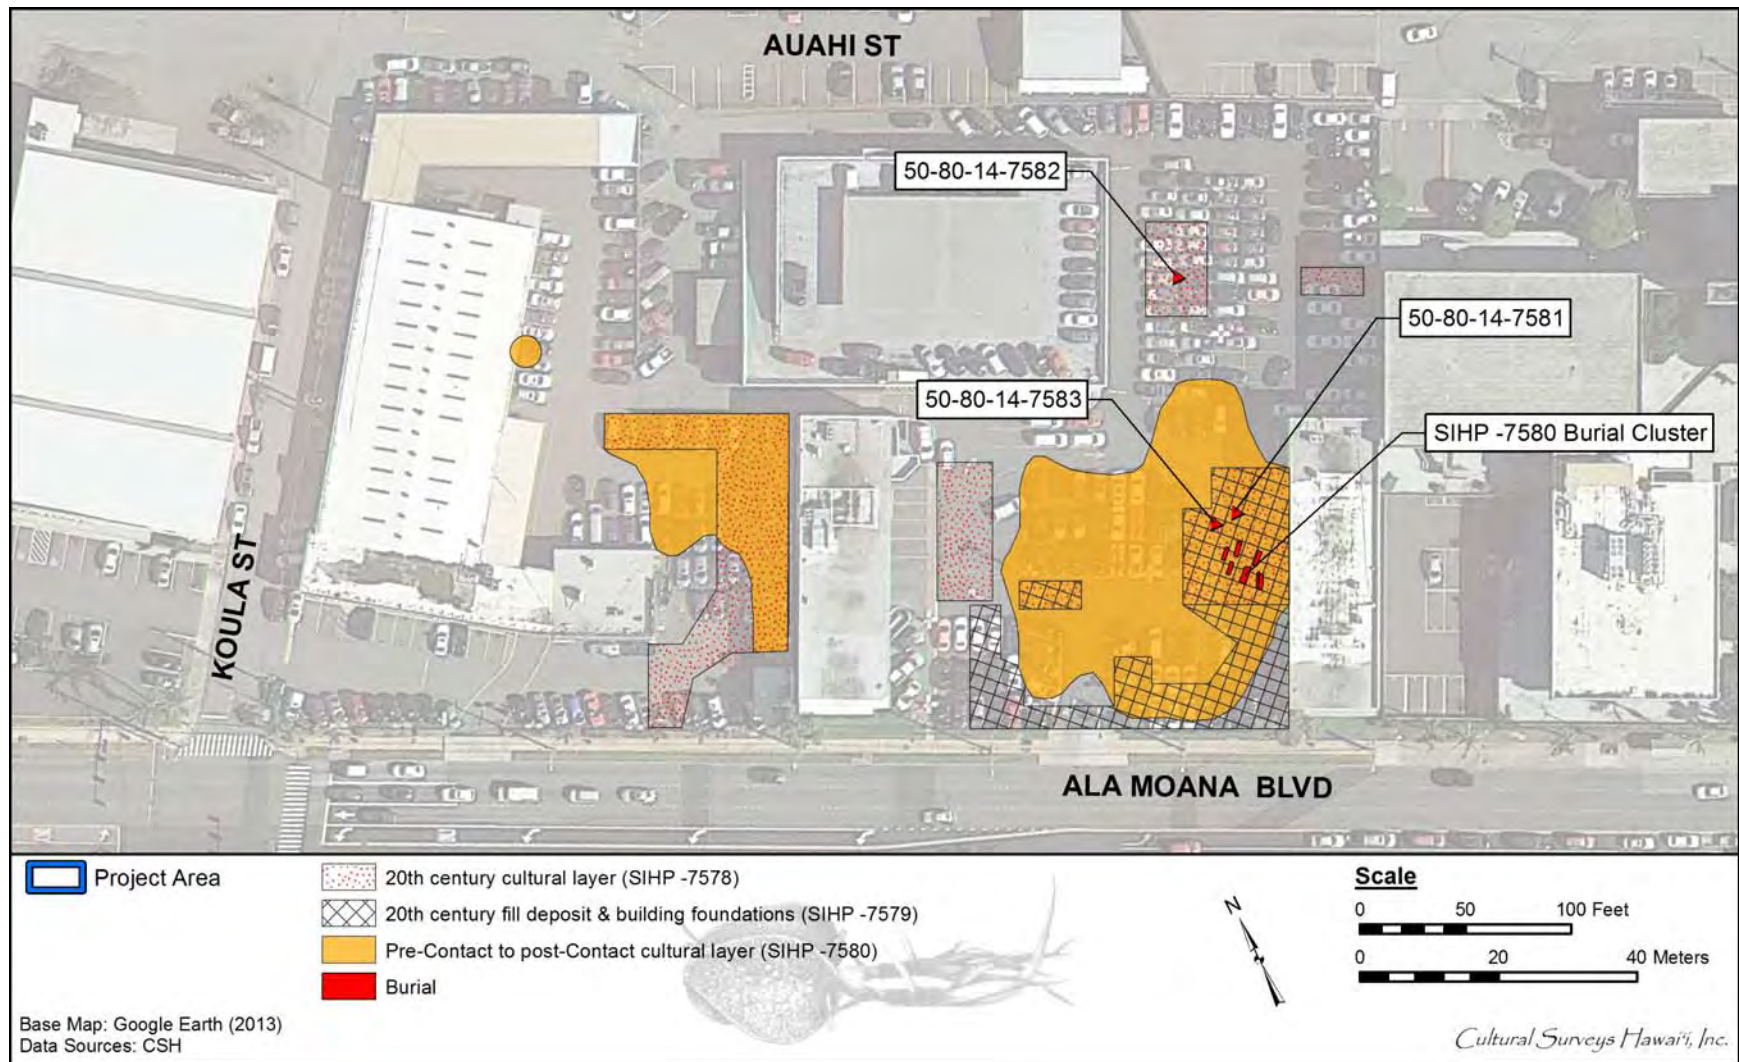 AUAHI ST
50-80-14-7582
50-80-14-7581
50-80-14-7583
SIHP -7580 Burial Cluster
KOULA ST
ALA MOANA BLVD
Project Area
20th century cultural layer (SIHP -7578)
20th century fill deposit & building foundations (SIHP -7579)
Pre-Contact to post-Contact cultural layer (SIHP -7580)
Burial
N
Scale
0 50 100 Feet
0 20 40 Meters
Base Map: Google Earth (2013)
Data Sources: CSH
Cultural Surveys Hawai'i, Inc.